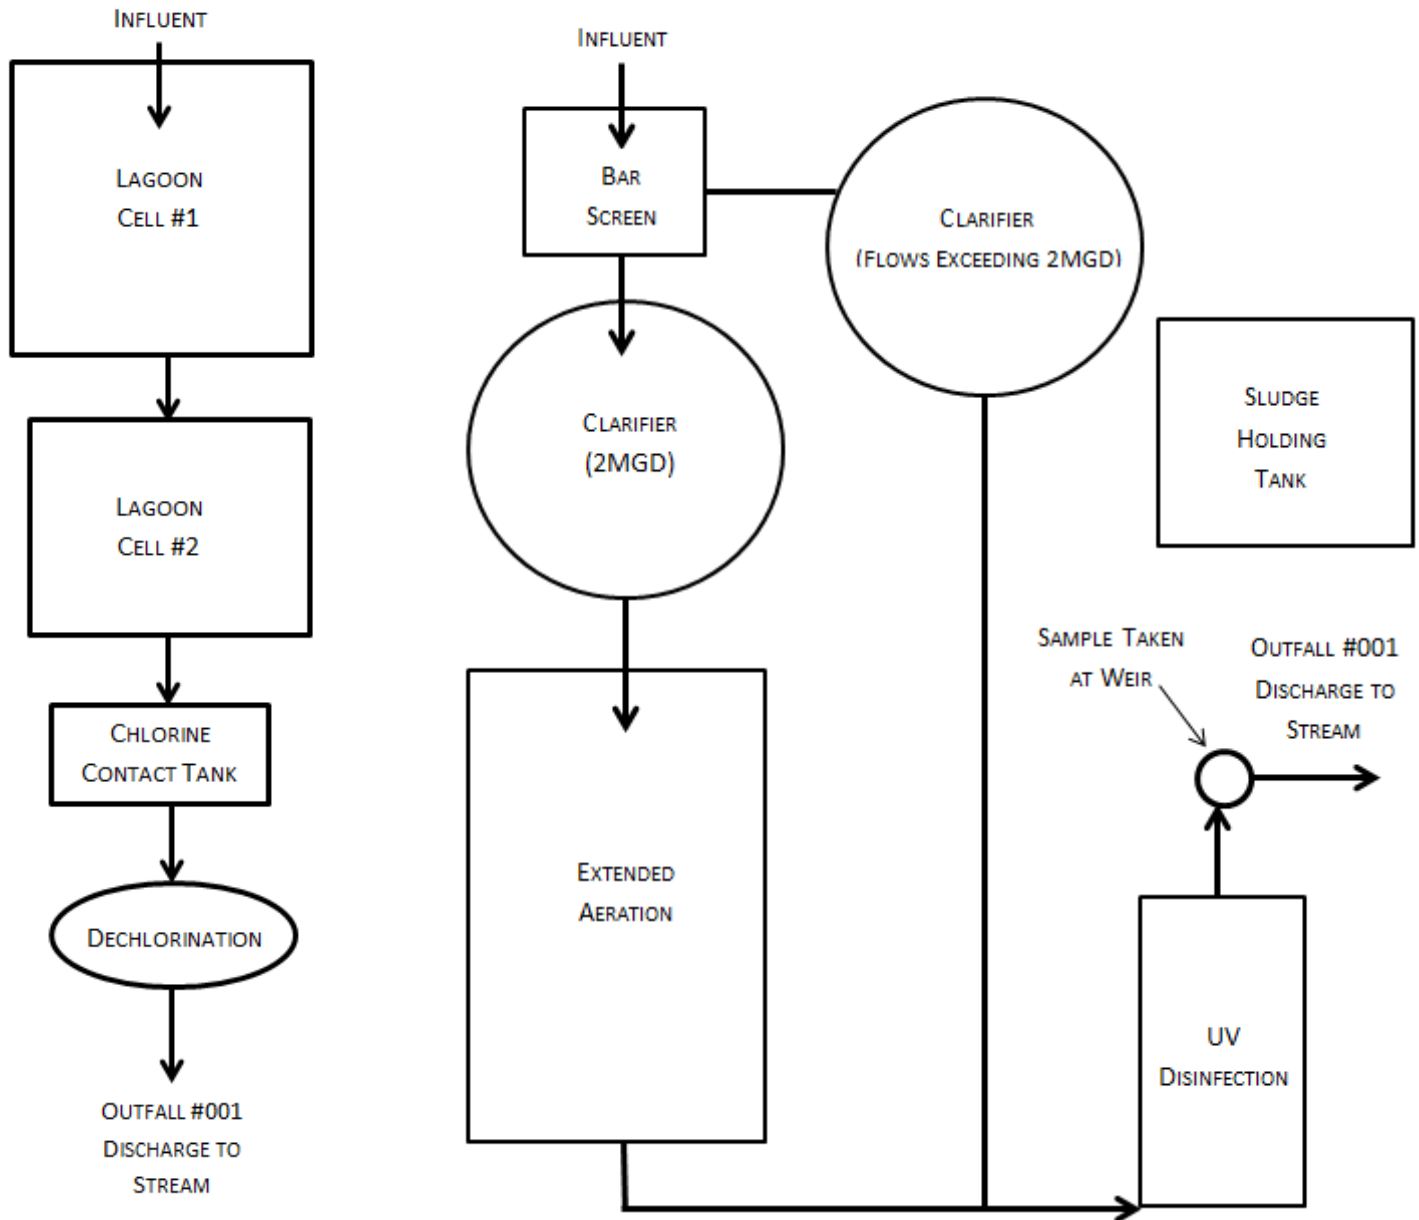 INFLUENT
LAGOON
CELL #1
LAGOON
CELL #2
CHLORINE
CONTACT TANK
DECHLORINATION
OUTFALL #001
DISCHARGE TO
STREAM
INFLUENT
BAR
SCREEN
CLARIFIER
(FLOWS EXCEEDING 2MGD)
CLARIFIER
(2MGD)
EXTENDED
AERATION
SLUDGE
HOLDING
TANK
SAMPLE TAKEN
AT WEIR
OUTFALL #001
DISCHARGE TO
STREAM
UV
DISINFECTION